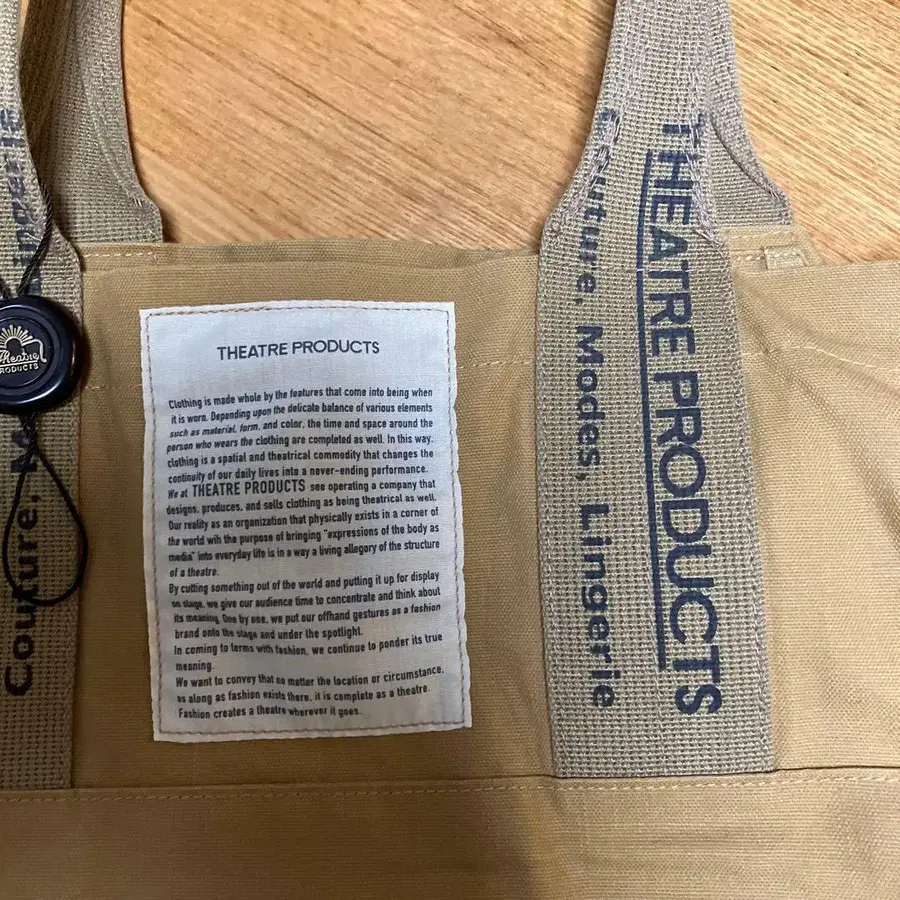 THEATRE PRODUCTS
Clothing is made whole by the features that come into being when
it is worn. Depending upon the delicate balance of various elements
such as material, form, and color, the time and space around the
person who wears the clothing are completed as well. In this way,
clothing is a spatial and theatrical commodity that changes the
continuity of our daily lives into a never-ending performance.
We at THEATRE PRODUCTS see operating a company that
designs, produces, and sells clothing as being theatrical as well.
Our reality as an organization that physically exists in a corner of
the world wih the purpose of bringing "expressions of the body as
media" into everyday life is in a way a living allegory of the structure
of a theatre.
By cutting something out of the world and putting it up for display
on stage, we give our audience time to concentrate and think about
its meaning. One by one, we put our offhand gestures as a fashion
brand onto the stage and under the spotlight.
In coming to terms with fashion, we continue to ponder its true
meaning.
We want to convey that no matter the location or circumstance,
as along as fashion exists there, it is complete as a theatre.
Fashion creates a theatre wherever it goes.
THEATRE PRODUCTS
Couture, Modes, Lingerie
Theatre
PRODUCTS
Couture, M
Lingerie